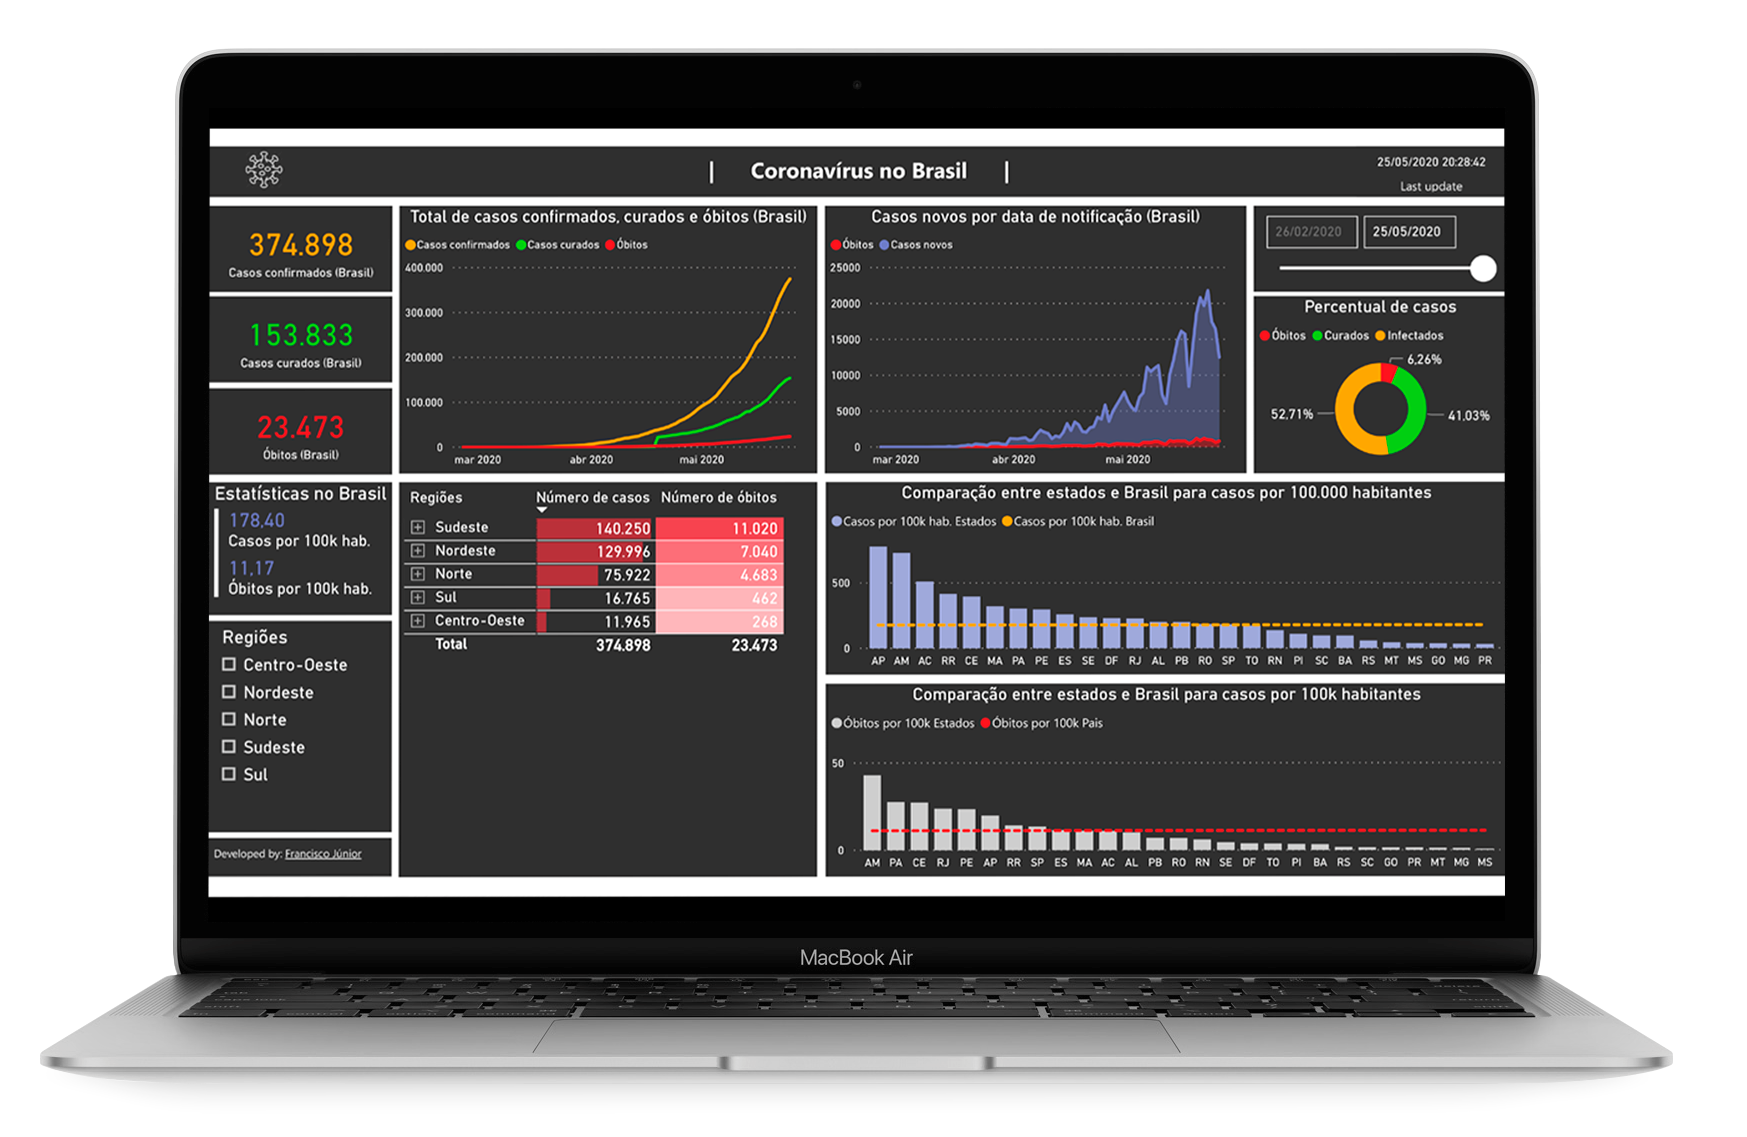 Coronavírus no Brasil
25/05/2020 20:28:42
Last update
374.898
Casos confirmados (Brasil)
153.833
Casos curados (Brasil)
23.473
Óbitos (Brasil)
Estatísticas no Brasil
178,40
Casos por 100k hab.
11,17
Óbitos por 100k hab.
Regiões
Centro-Oeste
Nordeste
Norte
Sudeste
Sul
Developed by: Francisco Júnior
Total de casos confirmados, curados e óbitos (Brasil)
Casos confirmados Casos curados Óbitos
400.000
300.000
200.000
100.000
0
mar 2020 abr 2020 mai 2020
Casos novos por data de notificação (Brasil)
Óbitos Casos novos
25000
20000
15000
10000
5000
0
mar 2020 abr 2020 mai 2020
26/02/2020 25/05/2020
Percentual de casos
Óbitos Curados Infectados
6,26%
52,71% 41,03%
Regiões Número de casos Número de óbitos
Sudeste 140.250 11.020
Nordeste 129.996 7.040
Norte 75.922 4.683
Sul 16.765 462
Centro-Oeste 11.965 268
Total 374.898 23.473
Comparação entre estados e Brasil para casos por 100.000 habitantes
Casos por 100k hab. Estados Casos por 100k hab. Brasil
500
0
AP AM AC RR CE MA PA PE ES SE DF RJ AL PB RO SP TO RN PI SC BA RS MT MS GO MG PR
Comparação entre estados e Brasil para casos por 100k habitantes
Óbitos por 100k Estados Óbitos por 100k Pais
50
0
AM PA CE RJ PE AP RR SP ES MA AC AL PB RO RN SE DF TO PI BA RS SC GO PR MT MG MS
MacBook Air